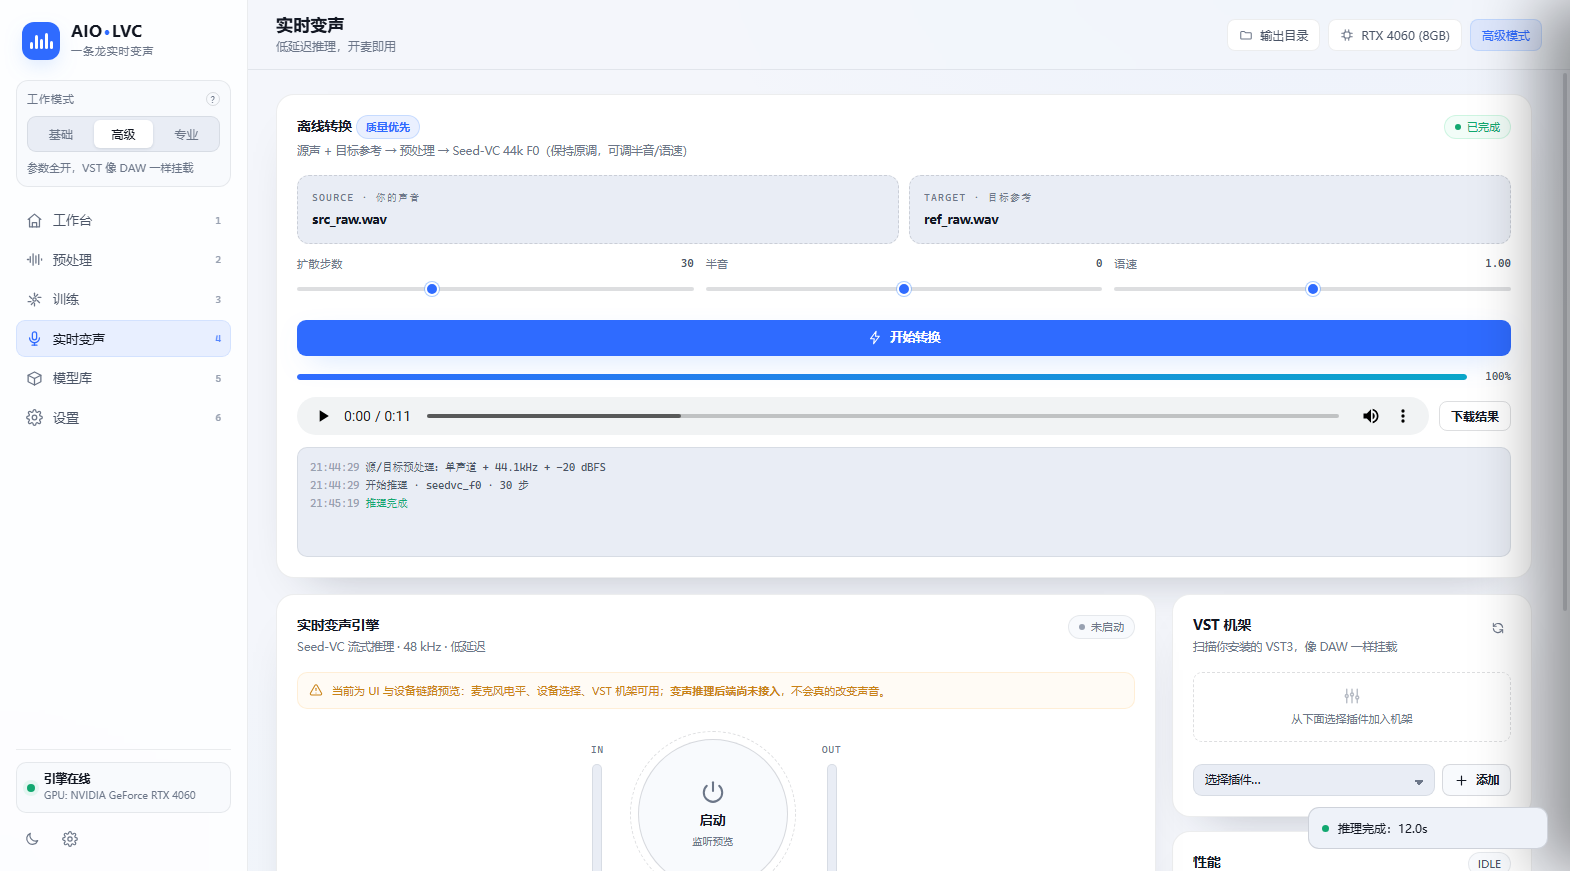 AIO•LVC
一条龙实时变声
工作模式
?
基础
高级
专业
参数全开，VST 像 DAW 一样挂载
工作台
1
预处理
2
训练
3
实时变声
4
模型库
5
设置
6
引擎在线
GPU: NVIDIA GeForce RTX 4060
实时变声
低延迟推理，开麦即用
输出目录
RTX 4060 (8GB)
高级模式
离线转换
质量优先
已完成
源声 + 目标参考 → 预处理 → Seed-VC 44k F0（保持原调，可调半音/语速)
SOURCE · 你的声音
src_raw.wav
TARGET · 目标参考
ref_raw.wav
扩散步数
30
半音
0
语速
1.00
开始转换
100%
0:00 / 0:11
下载结果
21:44:29 源/目标预处理：单声道 + 44.1kHz + −20 dBFS
21:44:29 开始推理 · seedvc_f0 · 30 步
21:45:19 推理完成
实时变声引擎
未启动
Seed-VC 流式推理 · 48 kHz · 低延迟
当前为 UI 与设备链路预览：麦克风电平、设备选择、VST 机架可用；变声推理后端尚未接入，不会真的改变声音。
IN
OUT
启动
监听预览
VST 机架
扫描你安装的 VST3，像 DAW 一样挂载
从下面选择插件加入机架
选择插件...
添加
推理完成：12.0s
性能
IDLE